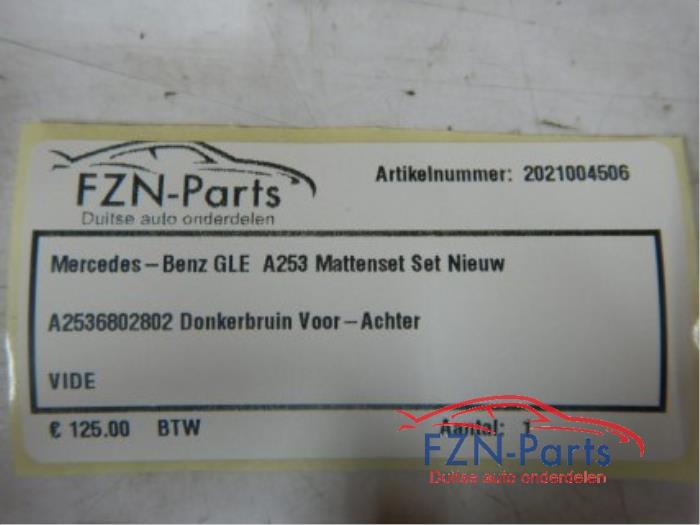 FZN-Parts
Duitse auto onderdelen
Artikelnummer: 2021004506
Mercedes-Benz GLE A253 Mattenset Set Nieuw
A2536802802 Donkerbruin Voor-Achter
VIDE
€ 125.00 BTW Aantal: 1
FZN-Parts
Duitse auto onderdelen